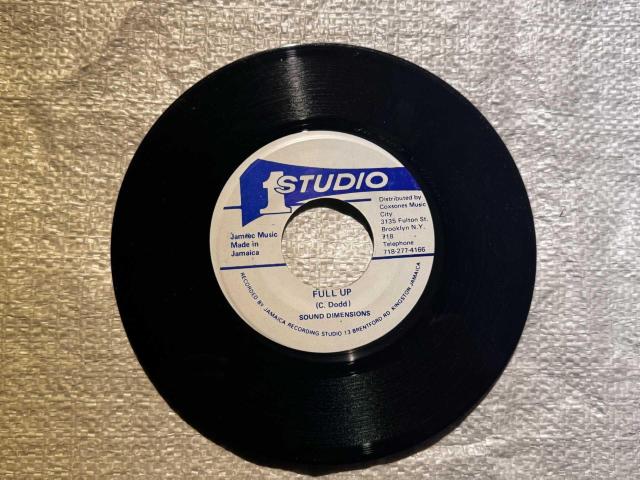 1 STUDIO
Jamrec Music
Made in
Jamaica
Distributed by
Coxsones Music
City
3135 Fulton St.
Brooklyn N.Y.
718
Telephone
718-277-4166
FULL UP
(C. Dodd)
SOUND DIMENSIONS
RECORDED BY JAMAICA RECORDING STUDIO 13 BRENTFORD RD KINGSTON JAMAICA